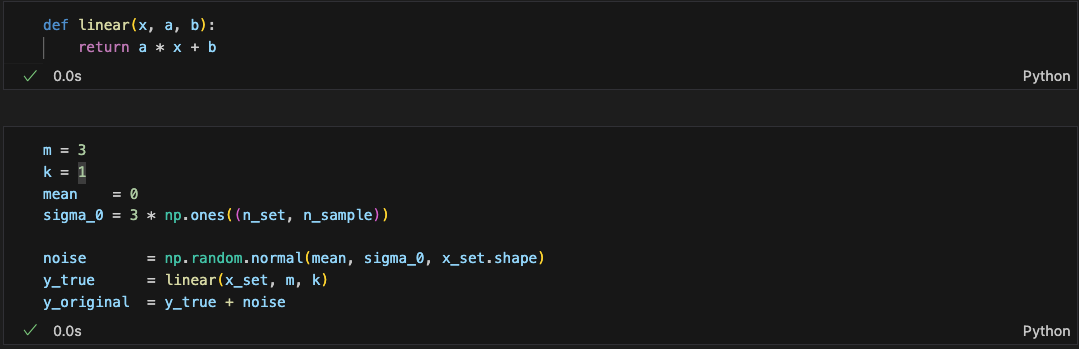 def linear(x, a, b):
    return a * x + b
✓ 0.0s
Python
m = 3
k = 1
mean    = 0
sigma_0 = 3 * np.ones((n_set, n_sample))

noise       = np.random.normal(mean, sigma_0, x_set.shape)
y_true      = linear(x_set, m, k)
y_original  = y_true + noise
✓ 0.0s
Python